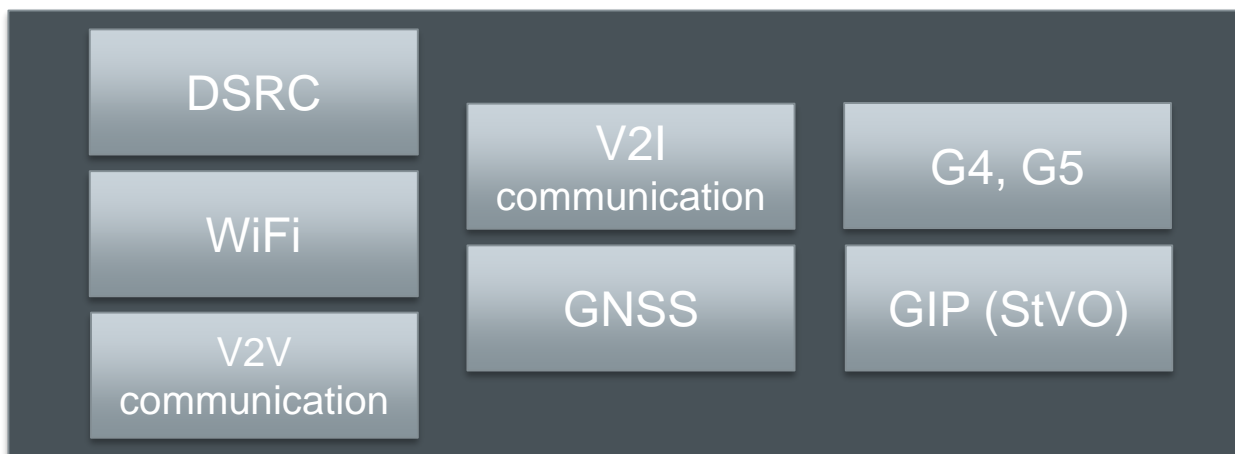 DSRC
WiFi
V2V
communication
V2I
communication
GNSS
G4, G5
GIP (StVO)